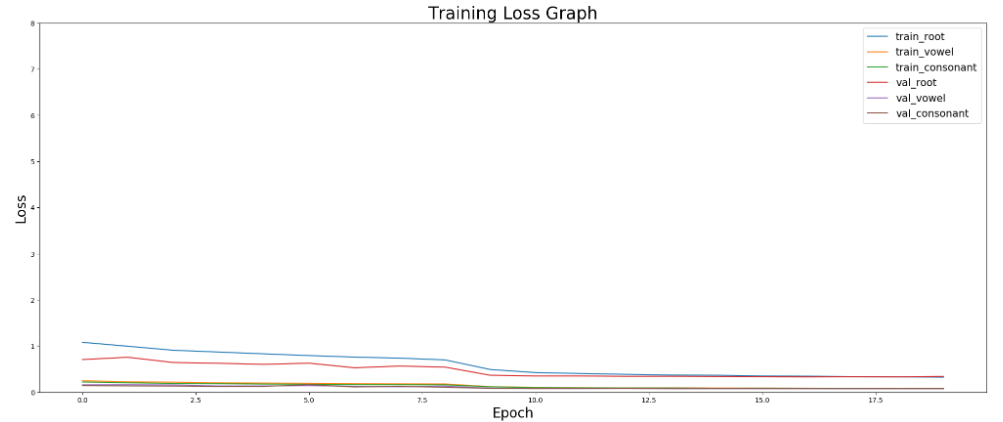 Training Loss Graph
8
7
6
5
4
3
2
1
0
Loss
train_root
train_vowel
train_consonant
val_root
val_vowel
val_consonant
0.0 2.5 5.0 7.5 10.0 12.5 15.0 17.5
Epoch